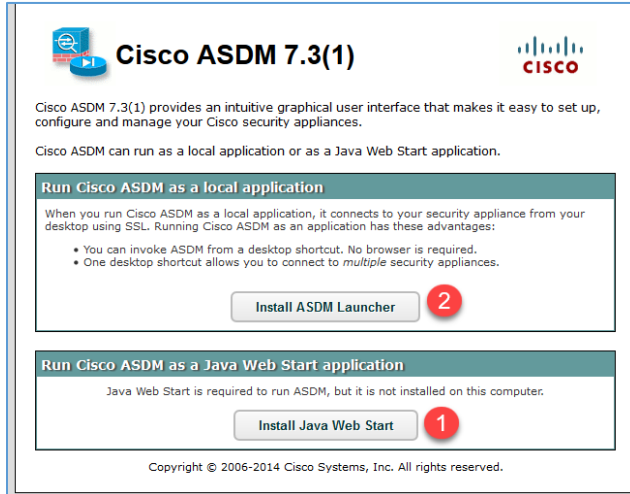 Cisco ASDM 7.3(1)
CISCO
Cisco ASDM 7.3(1) provides an intuitive graphical user interface that makes it easy to set up,
configure and manage your Cisco security appliances.
Cisco ASDM can run as a local application or as a Java Web Start application.
Run Cisco ASDM as a local application
When you run Cisco ASDM as a local application, it connects to your security appliance from your
desktop using SSL. Running Cisco ASDM as an application has these advantages:
• You can invoke ASDM from a desktop shortcut. No browser is required.
• One desktop shortcut allows you to connect to multiple security appliances.
Install ASDM Launcher
2
Run Cisco ASDM as a Java Web Start application
Java Web Start is required to run ASDM, but it is not installed on this computer.
Install Java Web Start
1
Copyright © 2006-2014 Cisco Systems, Inc. All rights reserved.